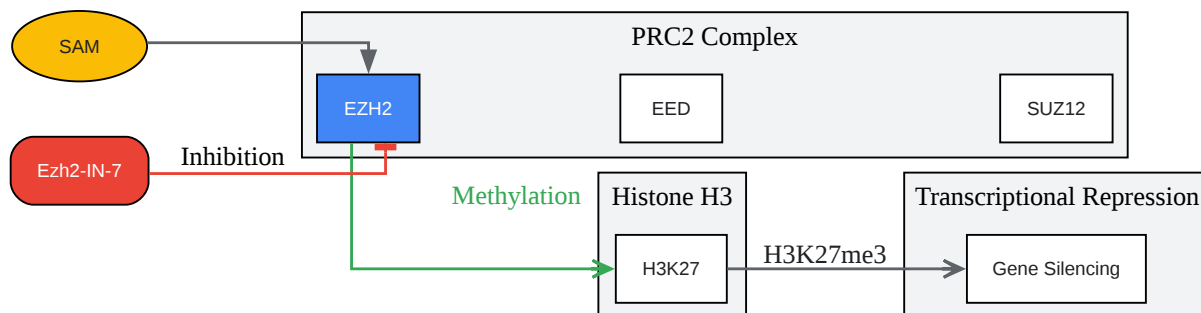 SAM
PRC2 Complex
EZH2
EED
SUZ12
Ezh2-IN-7
Inhibition
Methylation
Histone H3
Transcriptional Repression
H3K27
H3K27me3
Gene Silencing